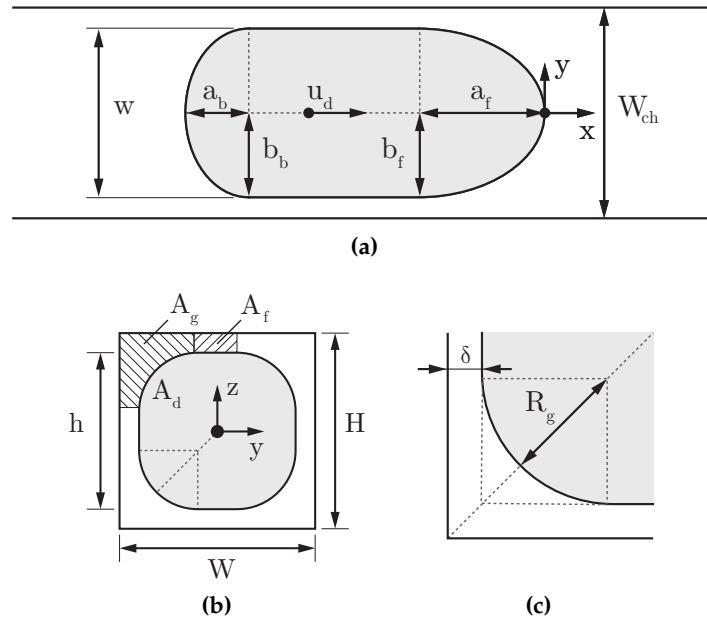 w
a_b
u_d
a_f
y
x
W_ch
b_b
b_f
(a)
A_g
A_f
A_d
z
y
h
H
W
(b)
δ
R_g
(c)